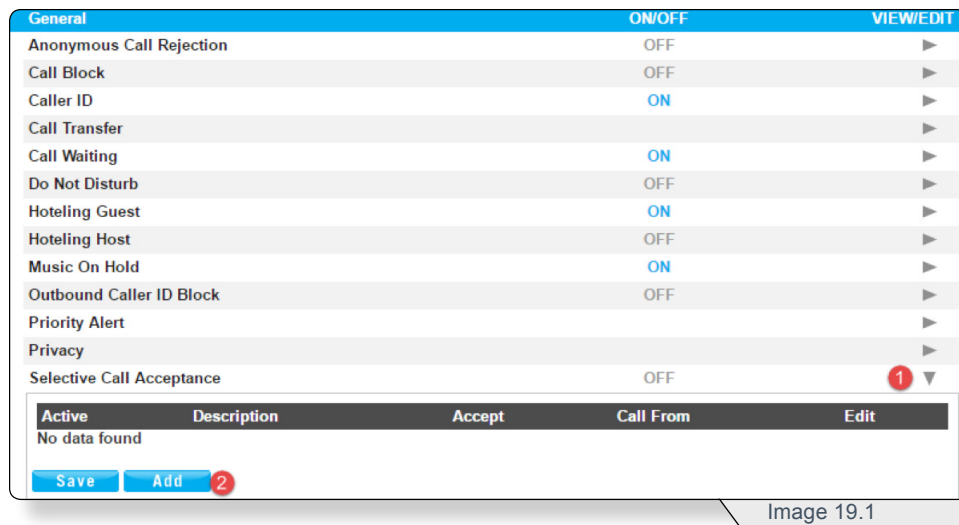 General ON/OFF VIEW/EDIT
Anonymous Call Rejection OFF
Call Block OFF
Caller ID ON
Call Transfer
Call Waiting ON
Do Not Disturb OFF
Hoteling Guest ON
Hoteling Host OFF
Music On Hold ON
Outbound Caller ID Block OFF
Priority Alert
Privacy
Selective Call Acceptance OFF 1
Active Description Accept Call From Edit
No data found
Save Add 2
Image 19.1